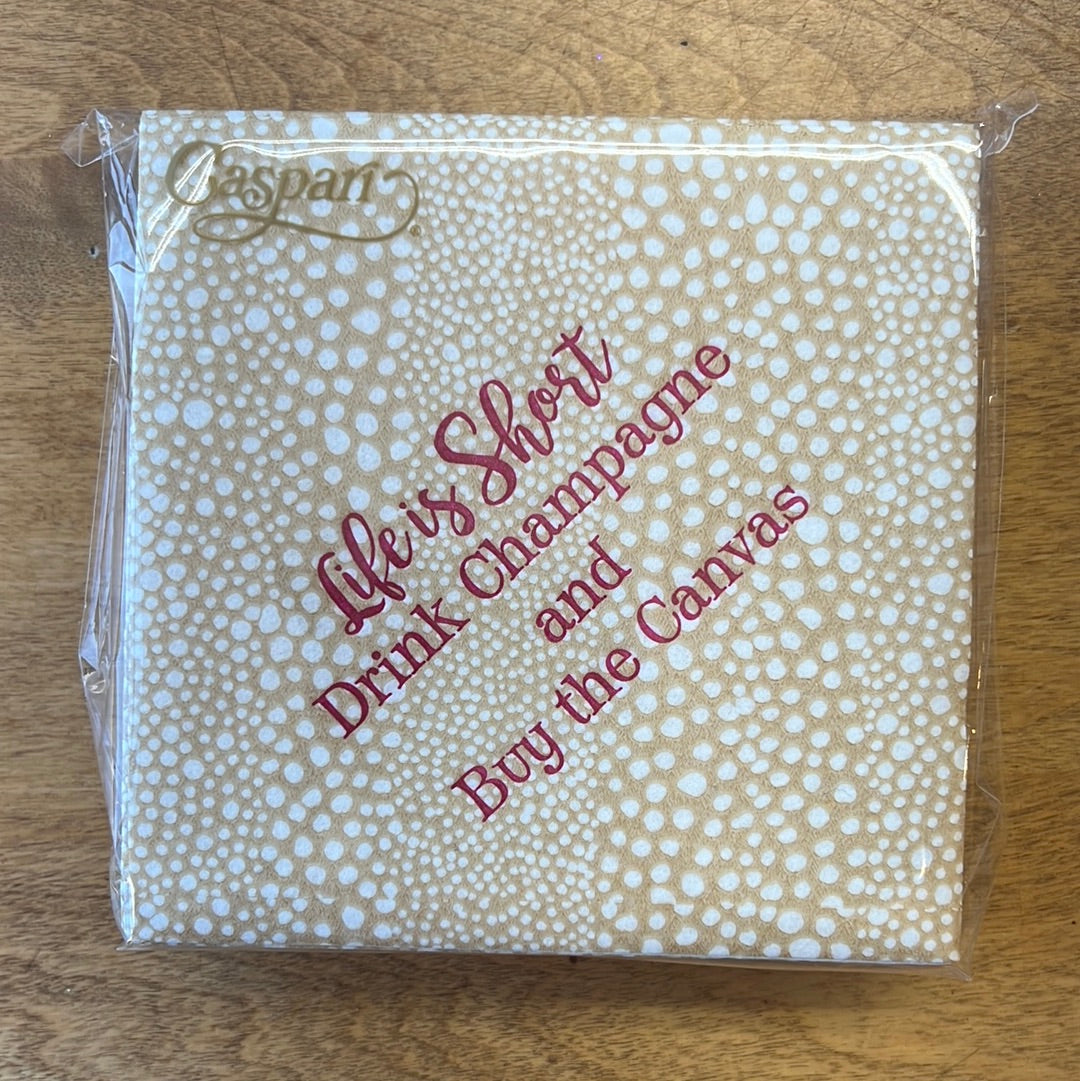 Caspari®
Life is Short
Drink Champagne
and
Buy the Canvas